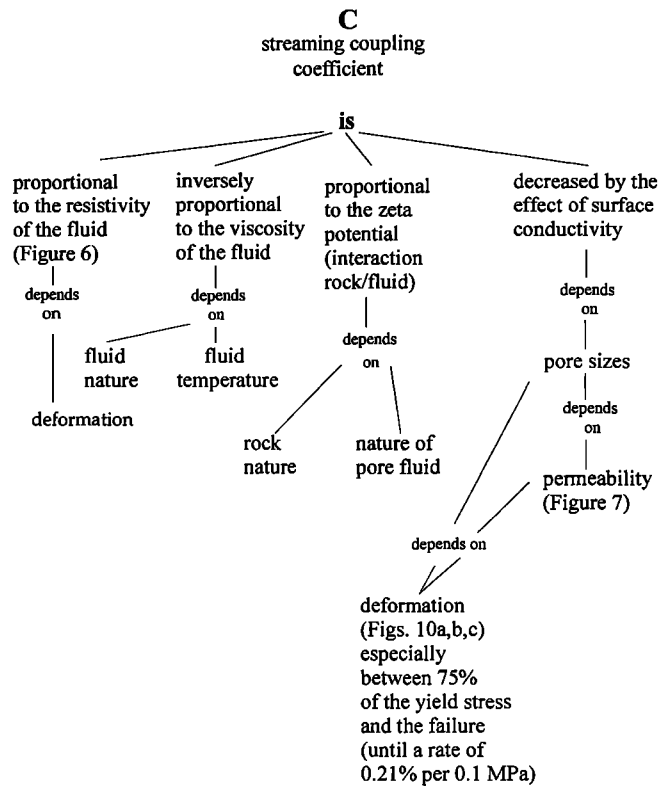 C
streaming coupling
coefficient
is
proportional
to the resistivity
of the fluid
(Figure 6)
depends
on
deformation
inversely
proportional
to the viscosity
of the fluid
depends
on
fluid
nature
fluid
temperature
proportional
to the zeta
potential
(interaction
rock/fluid)
depends
on
rock
nature
nature of
pore fluid
decreased by the
effect of surface
conductivity
depends
on
pore sizes
depends
on
permeability
(Figure 7)
depends on
deformation
(Figs. 10a,b,c)
especially
between 75%
of the yield stress
and the failure
(until a rate of
0.21% per 0.1 MPa)